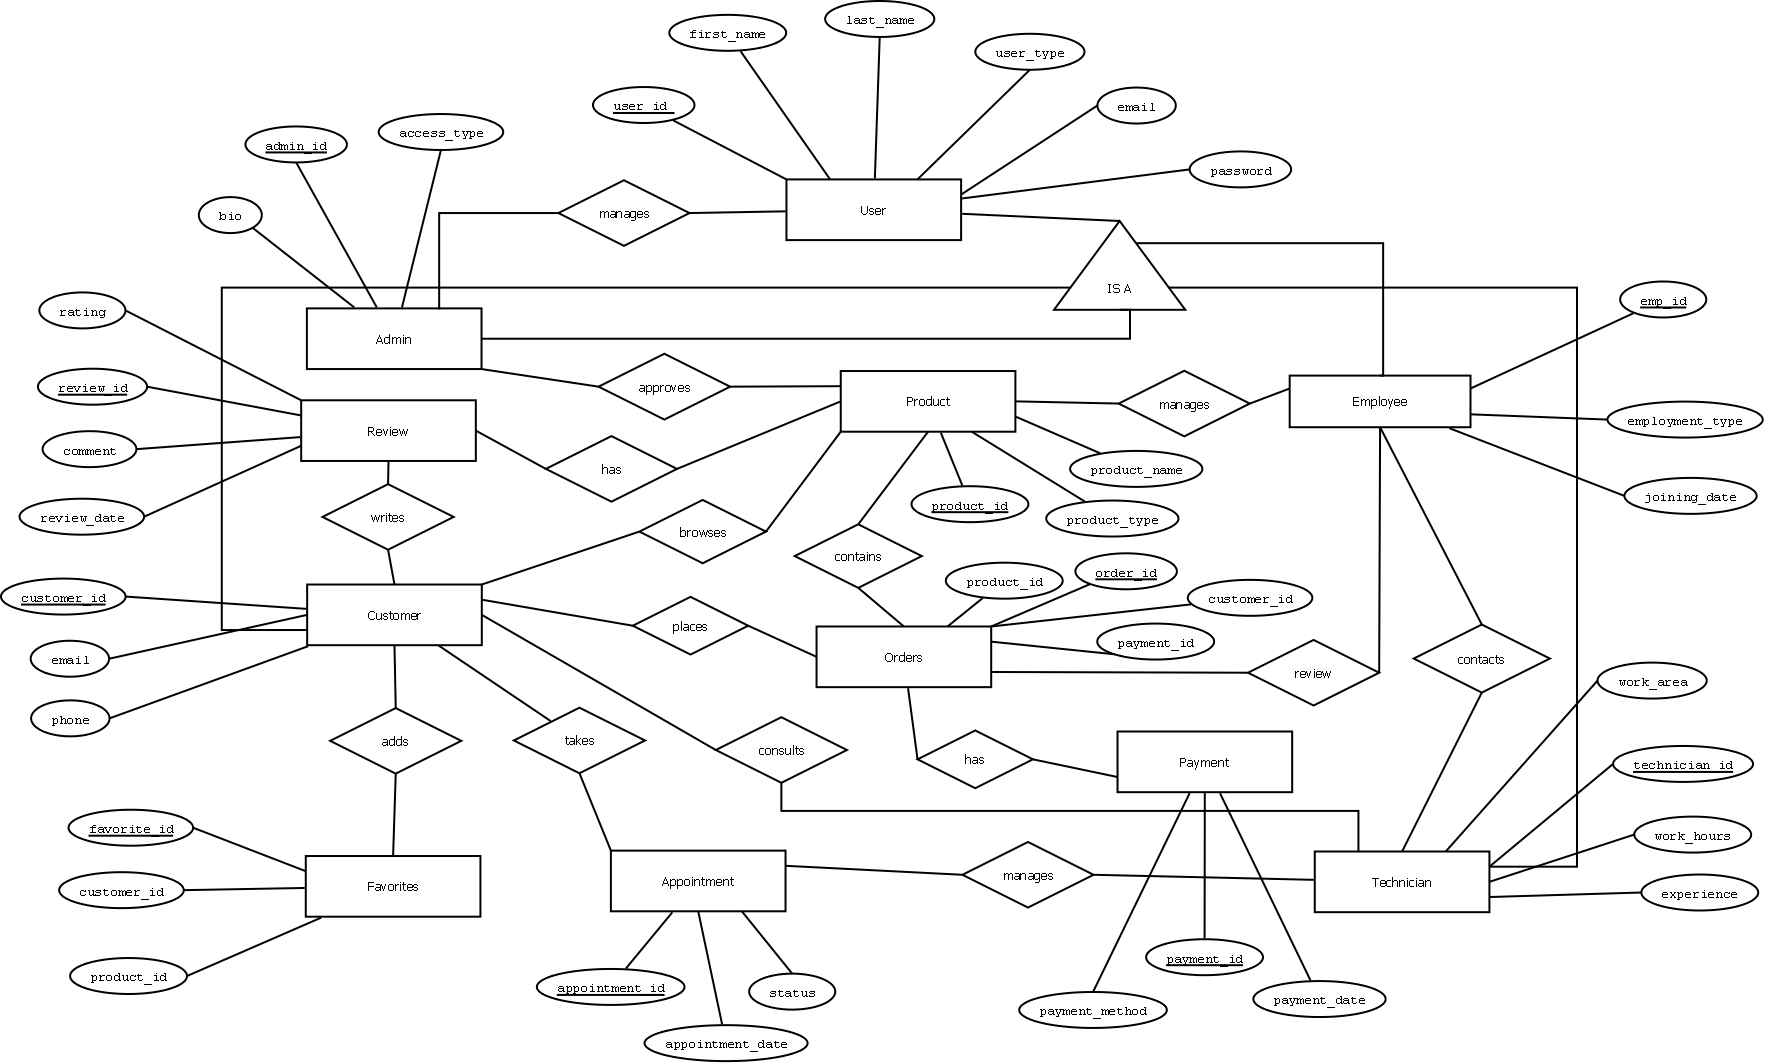 last_name
first_name
user_type
user_id
email
access_type
admin_id
password
manages
User
bio
IS A
emp_id
rating
Admin
approves
review_id
Product
manages
Employee
employment_type
Review
comment
has
product_name
joining_date
product_id
review_date
writes
product_type
browses
contains
order_id
product_id
customer_id
customer_id
Customer
places
payment_id
email
Orders
contacts
review
work_area
phone
adds
takes
consults
has
Payment
technician_id
favorite_id
work_hours
manages
Appointment
Technician
Favorites
customer_id
experience
payment_id
product_id
appointment_id
status
payment_date
payment_method
appointment_date